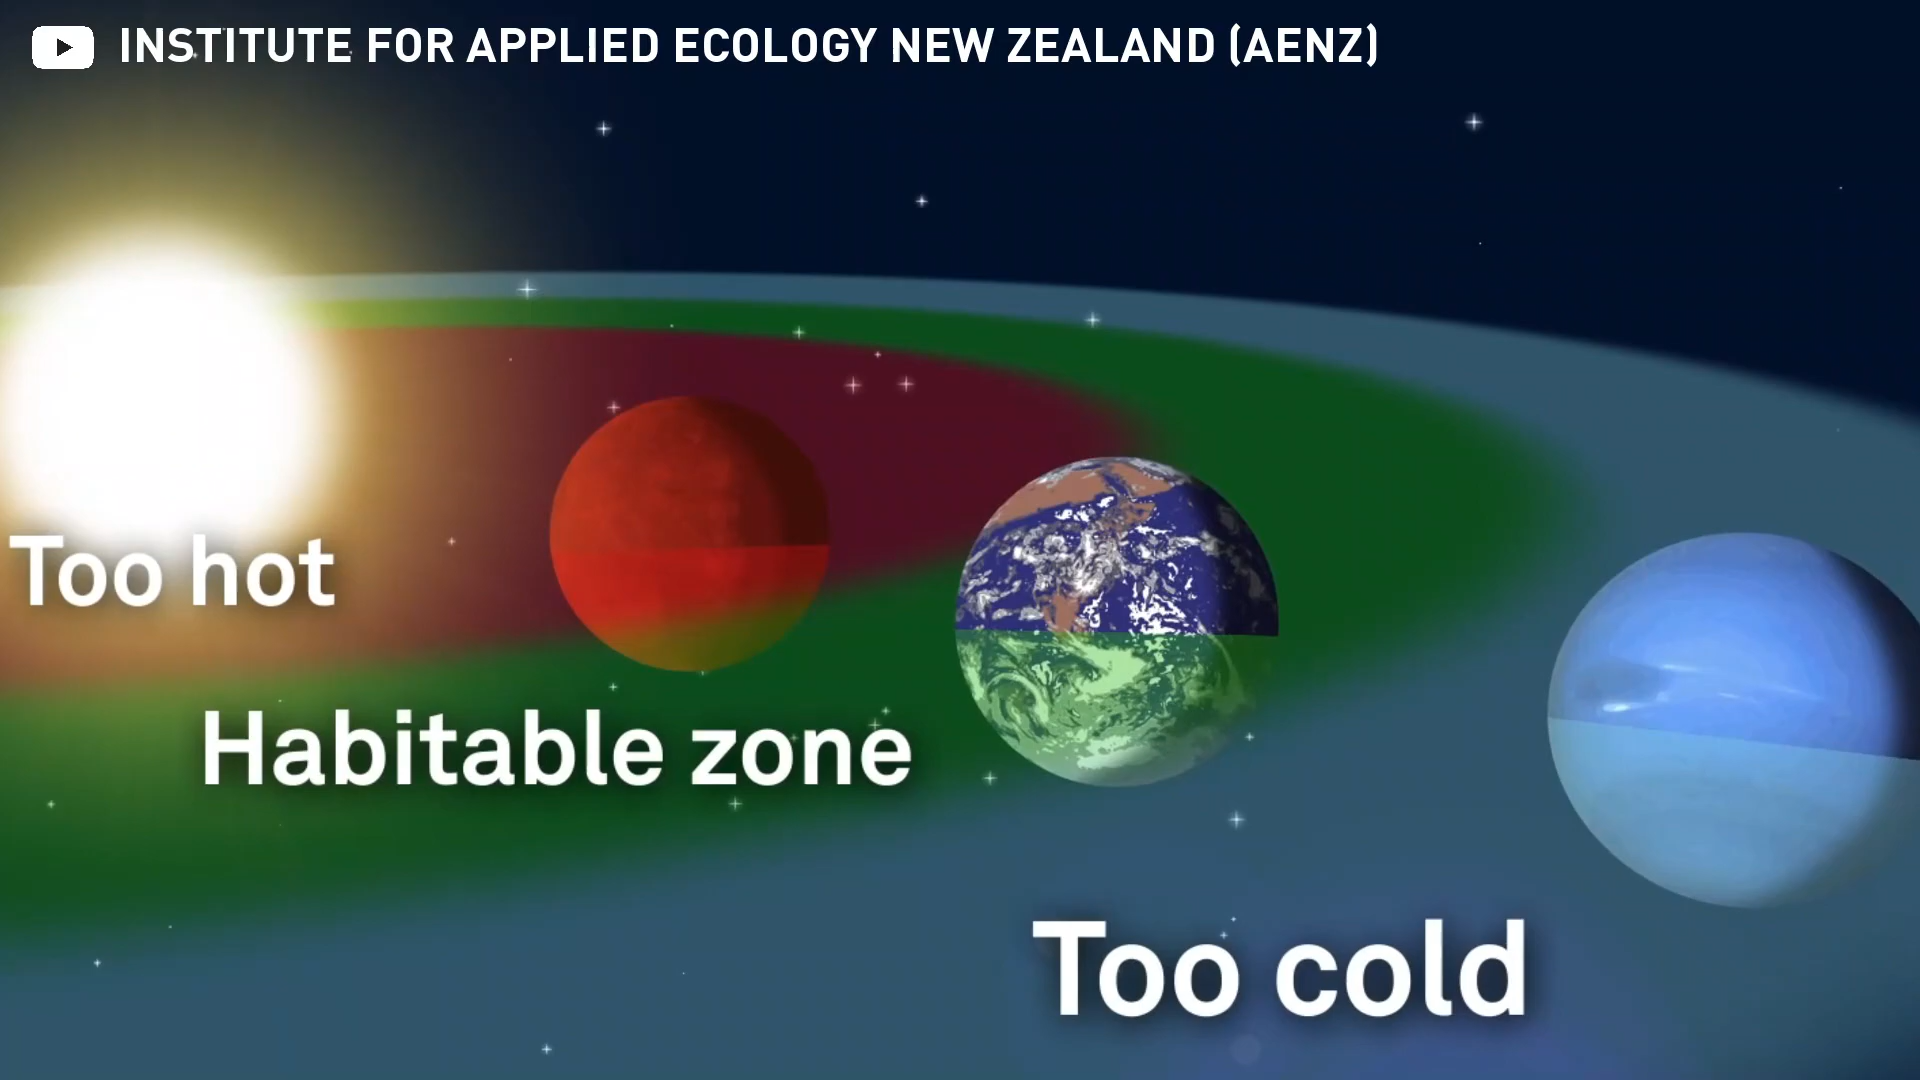 INSTITUTE FOR APPLIED ECOLOGY NEW ZEALAND (AENZ)
Too hot
Habitable zone
Too cold